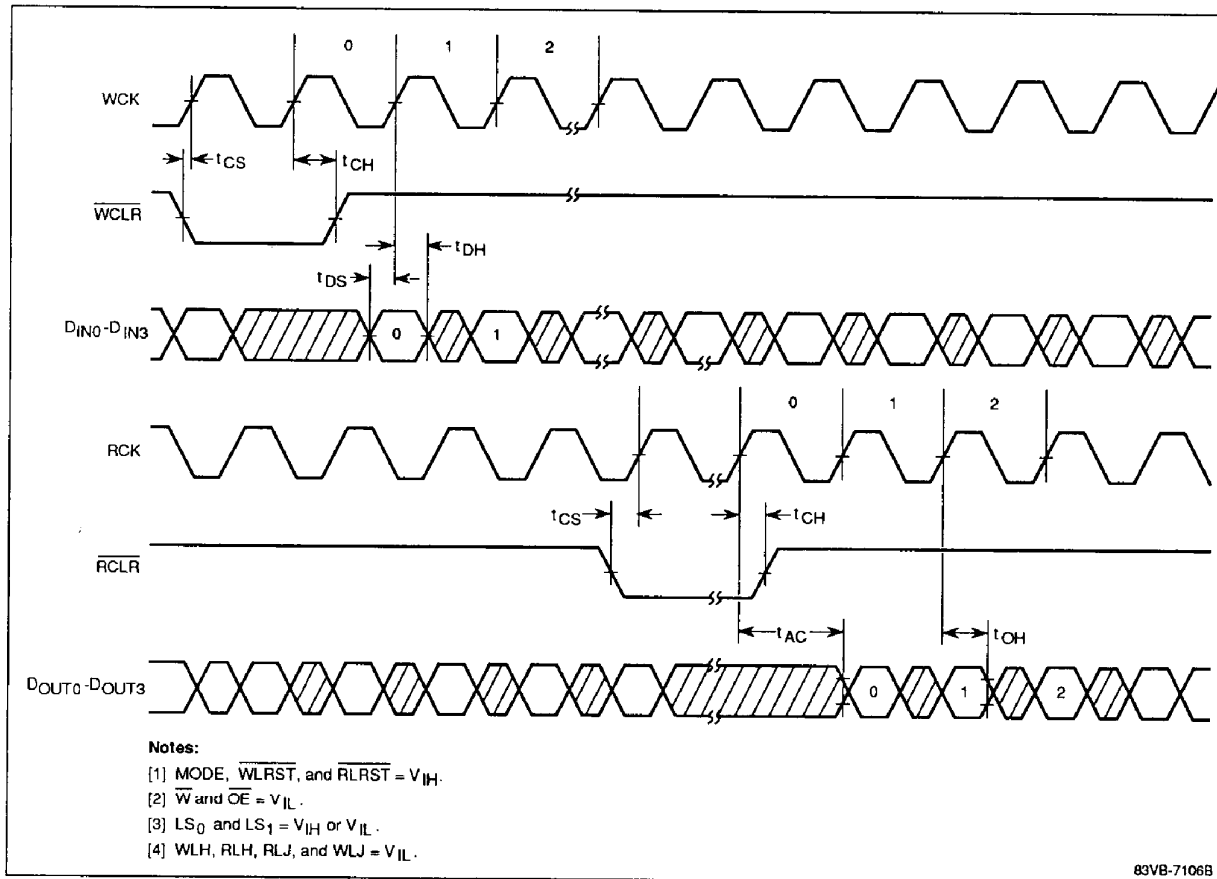 0 1 2
WCK
tCS tCH
WCLR
tDH
tDS
DIN0-DIN3 0 1
0 1 2
RCK
tCS tCH
RCLR
tAC tOH
DOUT0-DOUT3 0 1 2
Notes:
[1] MODE, WLRST, and RLRST = VIH.
[2] W and OE = VIL.
[3] LS0 and LS1 = VIH or VIL.
[4] WLH, RLH, RLJ, and WLJ = VIL.
83VB-7106B